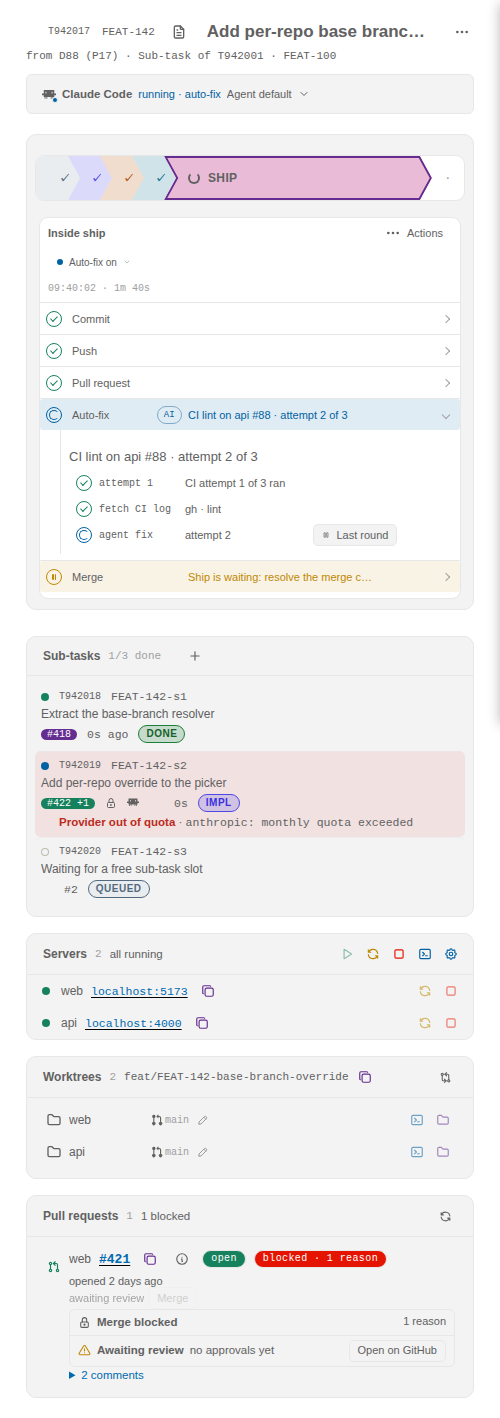 T942017 FEAT-142 Add per-repo base branc…
from D88 (P17) · Sub-task of T942001 · FEAT-100
Claude Code running · auto-fix Agent default
SHIP
Inside ship Actions
Auto-fix on
09:40:02 · 1m 40s
Commit
Push
Pull request
Auto-fix AI CI lint on api #88 · attempt 2 of 3
CI lint on api #88 · attempt 2 of 3
attempt 1 CI attempt 1 of 3 ran
fetch CI log gh · lint
agent fix attempt 2 Last round
Merge Ship is waiting: resolve the merge c…
Sub-tasks 1/3 done
T942018 FEAT-142-s1
Extract the base-branch resolver
#418 0s ago DONE
T942019 FEAT-142-s2
Add per-repo override to the picker
#422 +1 0s IMPL
Provider out of quota · anthropic: monthly quota exceeded
T942020 FEAT-142-s3
Waiting for a free sub-task slot
#2 QUEUED
Servers 2 all running
web localhost:5173
api localhost:4000
Worktrees 2 feat/FEAT-142-base-branch-override
web main
api main
Pull requests 1 1 blocked
web #421 open blocked · 1 reason
opened 2 days ago
awaiting review Merge
Merge blocked 1 reason
Awaiting review no approvals yet Open on GitHub
2 comments